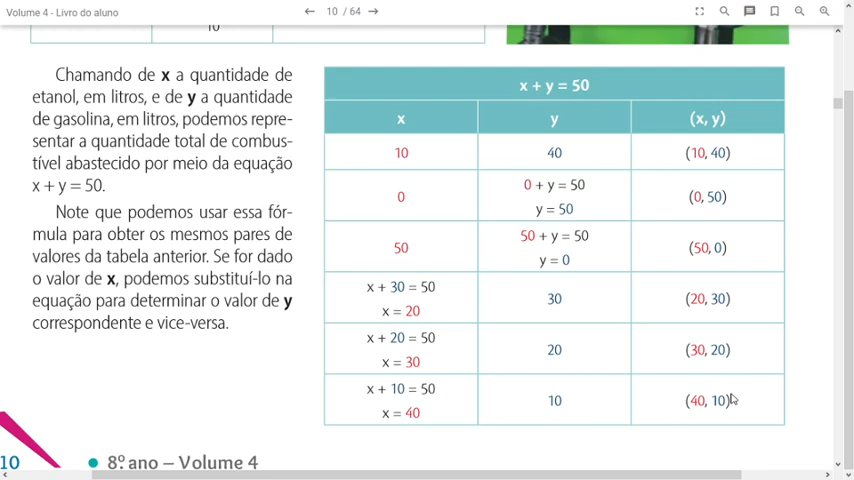 Volume 4 - Livro do aluno
10 / 64
10
Chamando de x a quantidade de
etanol, em litros, e de y a quantidade
de gasolina, em litros, podemos repre-
sentar a quantidade total de combus-
tível abastecido por meio da equação
x + y = 50.
Note que podemos usar essa fór-
mula para obter os mesmos pares de
valores da tabela anterior. Se for dado
o valor de x, podemos substituí-lo na
equação para determinar o valor de y
correspondente e vice-versa.
x + y = 50
x y (x, y)
10 40 (10, 40)
0 0 + y = 50 (0, 50)
y = 50
50 50 + y = 50 (50, 0)
y = 0
x + 30 = 50 30 (20, 30)
x = 20
x + 20 = 50 20 (30, 20)
x = 30
x + 10 = 50 10 (40, 10)
x = 40
10 8º. ano – Volume 4